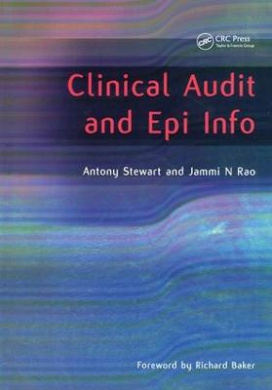 CRC Press
Taylor & Francis Group
Clinical Audit
and Epi Info
Antony Stewart and Jammi N Rao
Foreword by Richard Baker